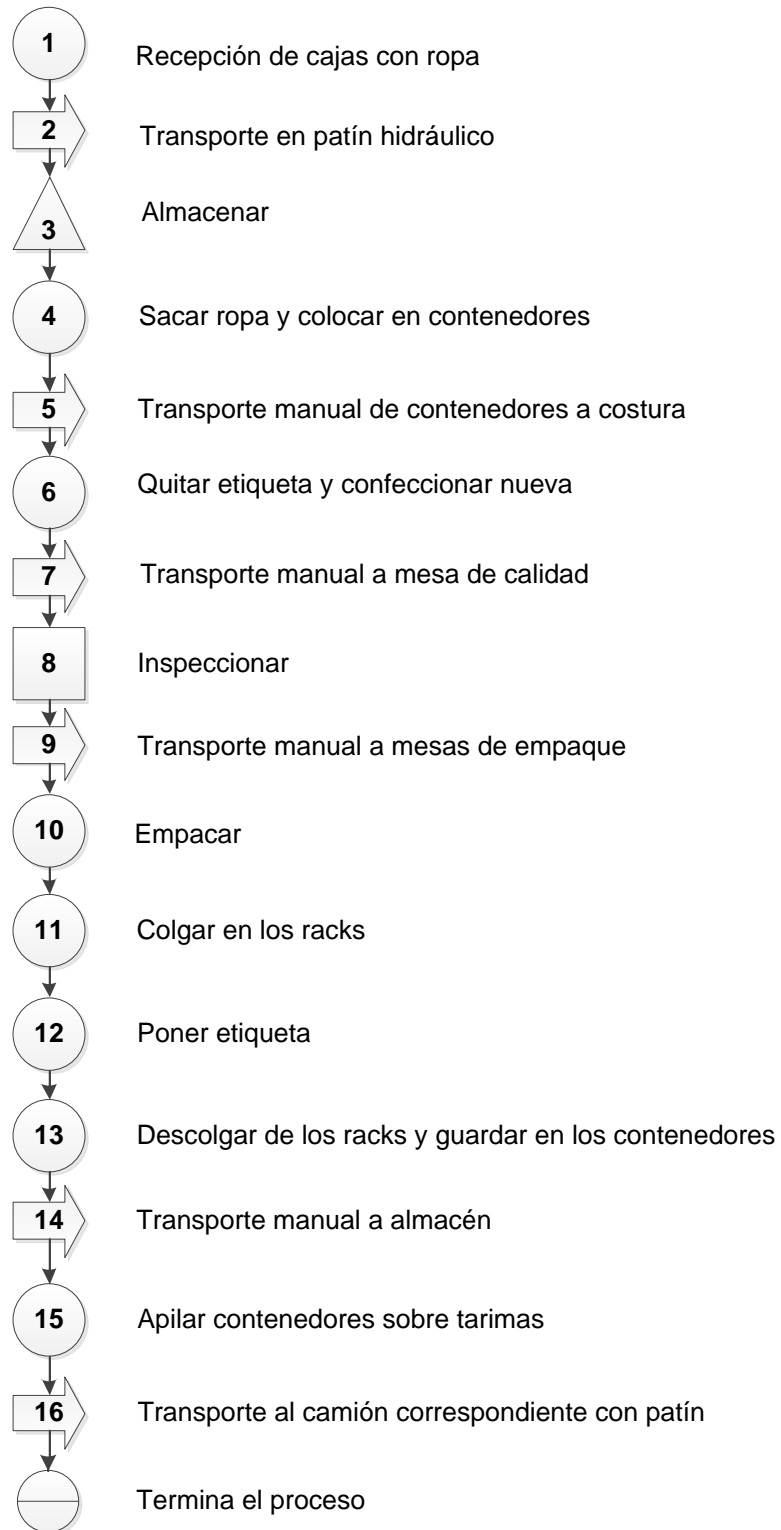 1 Recepción de cajas con ropa
2 Transporte en patín hidráulico
3 Almacenar
4 Sacar ropa y colocar en contenedores
5 Transporte manual de contenedores a costura
6 Quitar etiqueta y confeccionar nueva
7 Transporte manual a mesa de calidad
8 Inspeccionar
9 Transporte manual a mesas de empaque
10 Empacar
11 Colgar en los racks
12 Poner etiqueta
13 Descolgar de los racks y guardar en los contenedores
14 Transporte manual a almacén
15 Apilar contenedores sobre tarimas
16 Transporte al camión correspondiente con patín
Termina el proceso